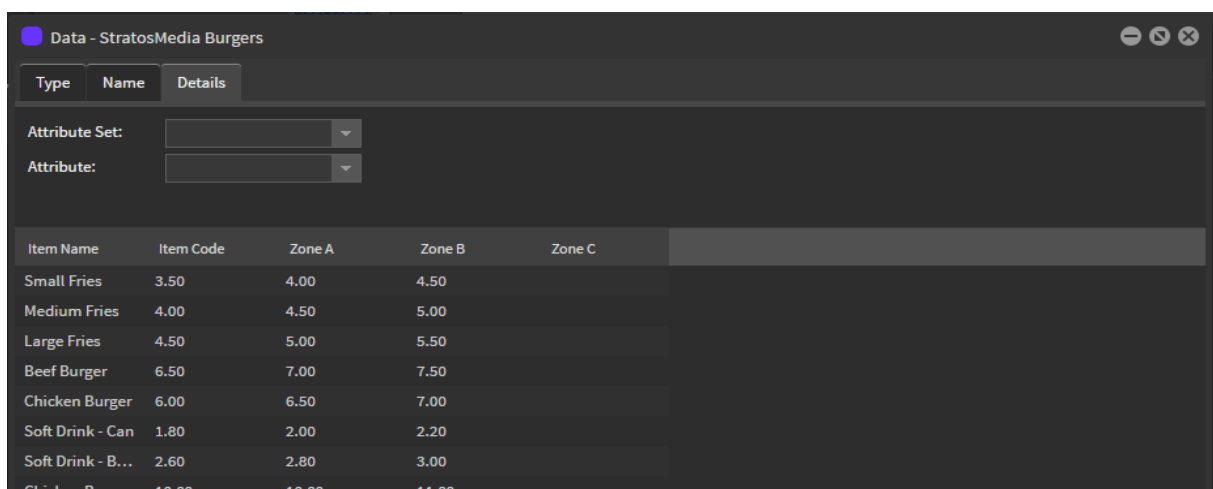 Data - StratosMedia Burgers
Type Name Details
Attribute Set:
Attribute:
Item Name Item Code Zone A Zone B Zone C
Small Fries 3.50 4.00 4.50
Medium Fries 4.00 4.50 5.00
Large Fries 4.50 5.00 5.50
Beef Burger 6.50 7.00 7.50
Chicken Burger 6.00 6.50 7.00
Soft Drink - Can 1.80 2.00 2.20
Soft Drink - B... 2.60 2.80 3.00